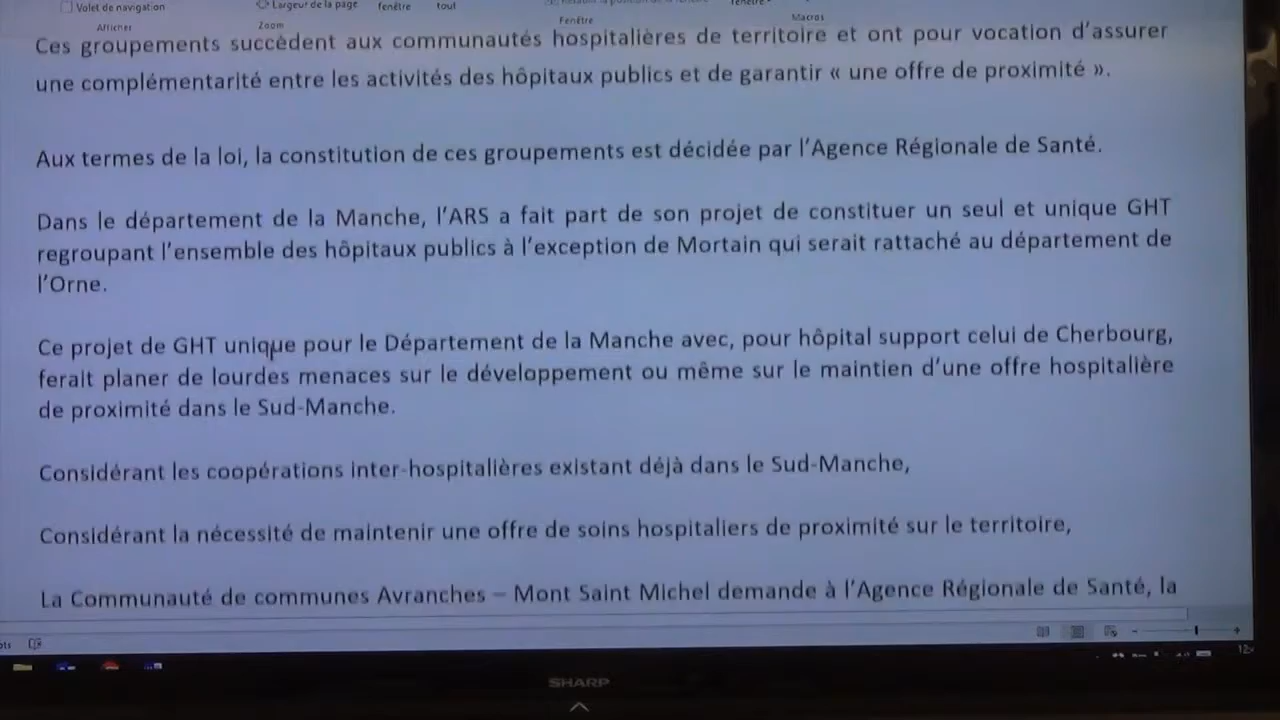 Volet de navigation
Largeur de la page
fenêtre
tout
Afficher
Zoom
Fenêtre
Macros
Ces groupements succèdent aux communautés hospitalières de territoire et ont pour vocation d'assurer
une complémentarité entre les activités des hôpitaux publics et de garantir « une offre de proximité ».
Aux termes de la loi, la constitution de ces groupements est décidée par l'Agence Régionale de Santé.
Dans le département de la Manche, l'ARS a fait part de son projet de constituer un seul et unique GHT
regroupant l'ensemble des hôpitaux publics à l'exception de Mortain qui serait rattaché au département de
l'Orne.
Ce projet de GHT unique pour le Département de la Manche avec, pour hôpital support celui de Cherbourg,
ferait planer de lourdes menaces sur le développement ou même sur le maintien d'une offre hospitalière
de proximité dans le Sud-Manche.
Considérant les coopérations inter-hospitalières existant déjà dans le Sud-Manche,
Considérant la nécessité de maintenir une offre de soins hospitaliers de proximité sur le territoire,
La Communauté de communes Avranches – Mont Saint Michel demande à l'Agence Régionale de Santé, la
SHARP